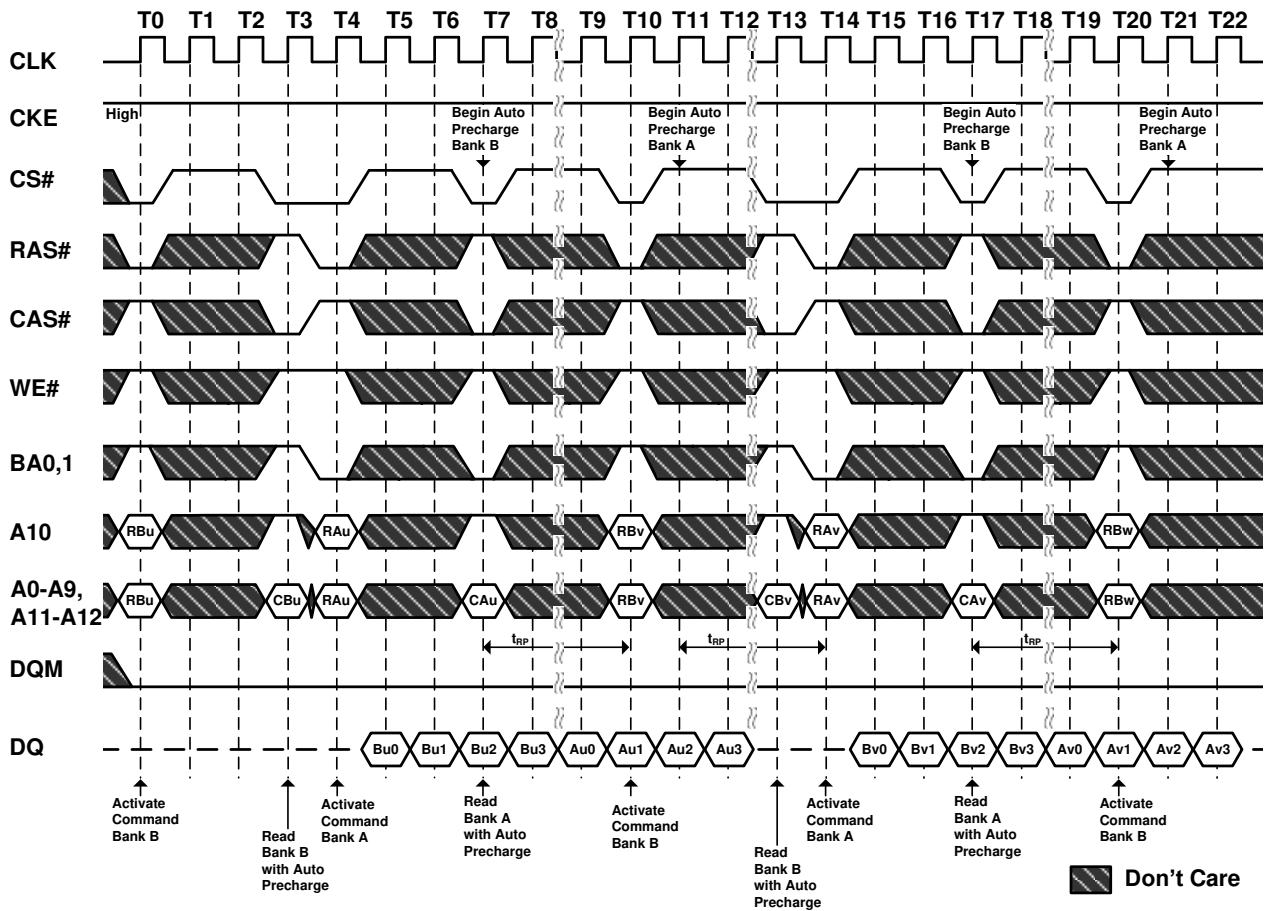 T0 T1 T2 T3 T4 T5 T6 T7 T8 T9 T10 T11 T12 T13 T14 T15 T16 T17 T18 T19 T20 T21 T22
CLK
CKE
High
Begin Auto
Precharge
Bank B
Begin Auto
Precharge
Bank A
Begin Auto
Precharge
Bank B
Begin Auto
Precharge
Bank A
CS#
RAS#
CAS#
WE#
BA0,1
A10
RBu RAu RBv RAv RBw
A0-A9,
A11-A12
RBu CBu RAu CAu RBv CBv RAv CAv RBw
tRP tRP tRP
DQM
DQ
Bu0 Bu1 Bu2 Bu3 Au0 Au1 Au2 Au3 Bv0 Bv1 Bv2 Bv3 Av0 Av1 Av2 Av3
Activate
Command
Bank B
Read
Bank B
with Auto
Precharge
Activate
Command
Bank A
Read
Bank A
with Auto
Precharge
Activate
Command
Bank B
Read
Bank B
with Auto
Precharge
Activate
Command
Bank A
Read
Bank A
with Auto
Precharge
Activate
Command
Bank B
Don't Care